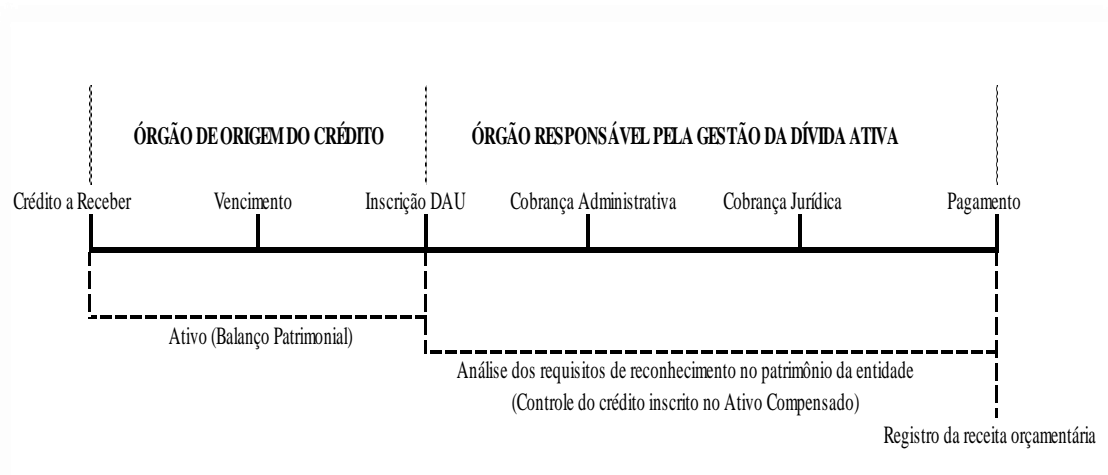 ÓRGÃO DE ORIGEM DO CRÉDITO
ÓRGÃO RESPONSÁVEL PELA GESTÃO DA DÍVIDA ATIVA
Crédito a Receber
Vencimento
Inscrição DAU
Cobrança Administrativa
Cobrança Jurídica
Pagamento
Ativo (Balanço Patrimonial)
Análise dos requisitos de reconhecimento no patrimônio da entidade
(Controle do crédito inscrito no Ativo Compensado)
Registro da receita orçamentária